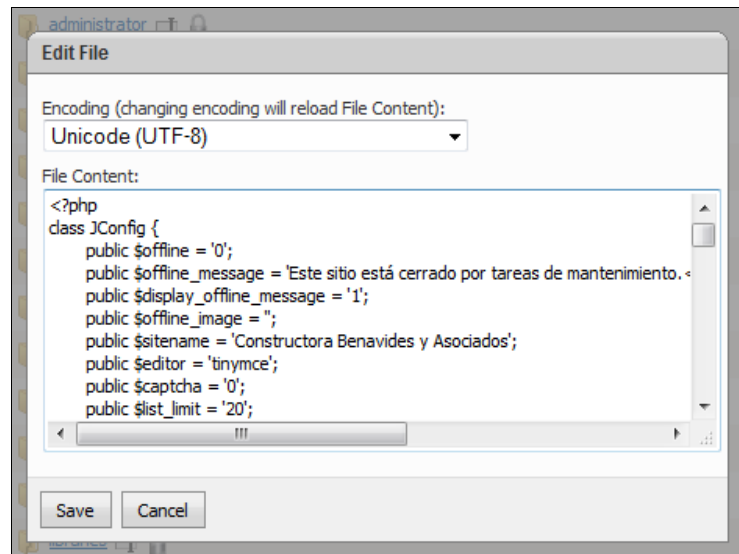 administrator
Edit File
Encoding (changing encoding will reload File Content):
Unicode (UTF-8)
File Content:
<?php
class JConfig {
public $offline = '0';
public $offline_message = 'Este sitio está cerrado por tareas de mantenimiento.<
public $display_offline_message = '1';
public $offline_image = '';
public $sitename = 'Constructora Benavides y Asociados';
public $editor = 'tinymce';
public $captcha = '0';
public $list_limit = '20';
Save
Cancel
libraries